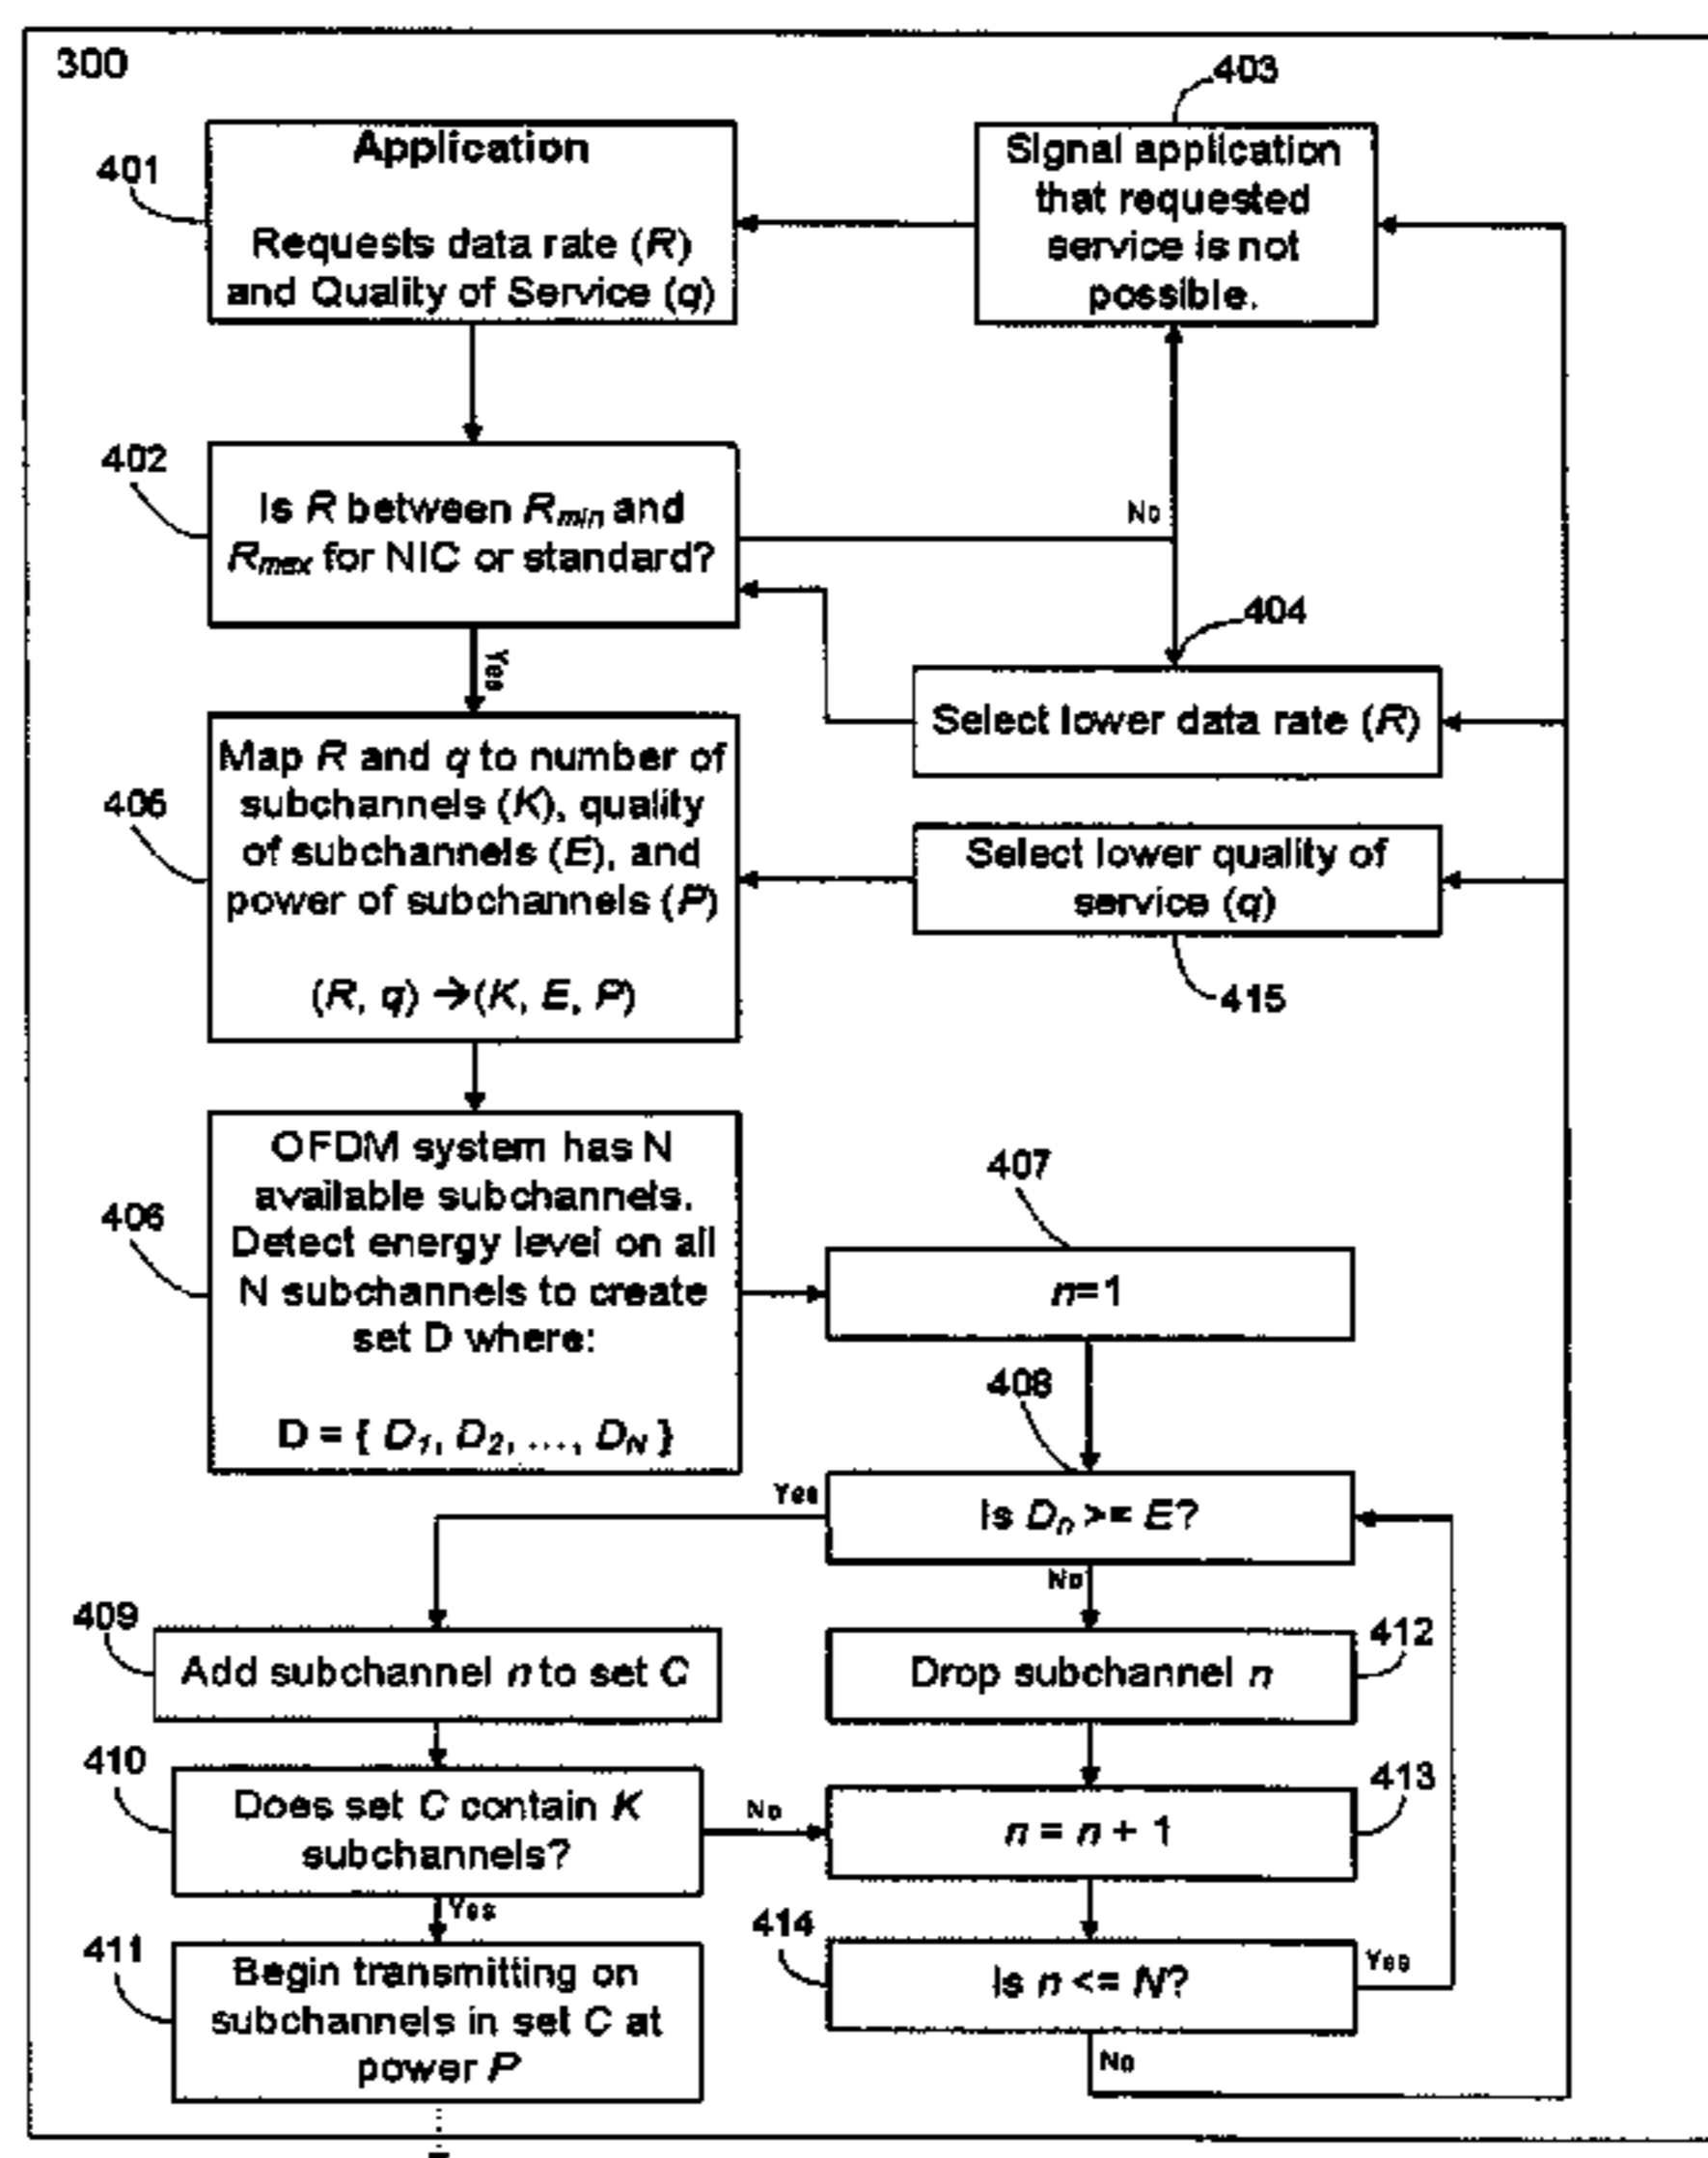 300
403
Application
401
Requests data rate (R)
and Quality of Service (q)
Signal application
that requested
service is not
possible.
402
Is R between Rmin and
Rmax for NIC or standard?
No
Yes
404
Select lower data rate (R)
405
Map R and q to number of
subchannels (K), quality
of subchannels (E), and
power of subchannels (P)
(R, q) →(K, E, P)
Select lower quality of
service (q)
415
406
OFDM system has N
available subchannels.
Detect energy level on all
N subchannels to create
set D where:
D = { D1, D2, ..., DN }
407
n=1
408
Is Dn >= E?
Yes
No
409
Add subchannel n to set C
412
Drop subchannel n
410
Does set C contain K
subchannels?
No
413
n = n + 1
Yes
411
Begin transmitting on
subchannels in set C at
power P
414
Is n <= N?
Yes
No